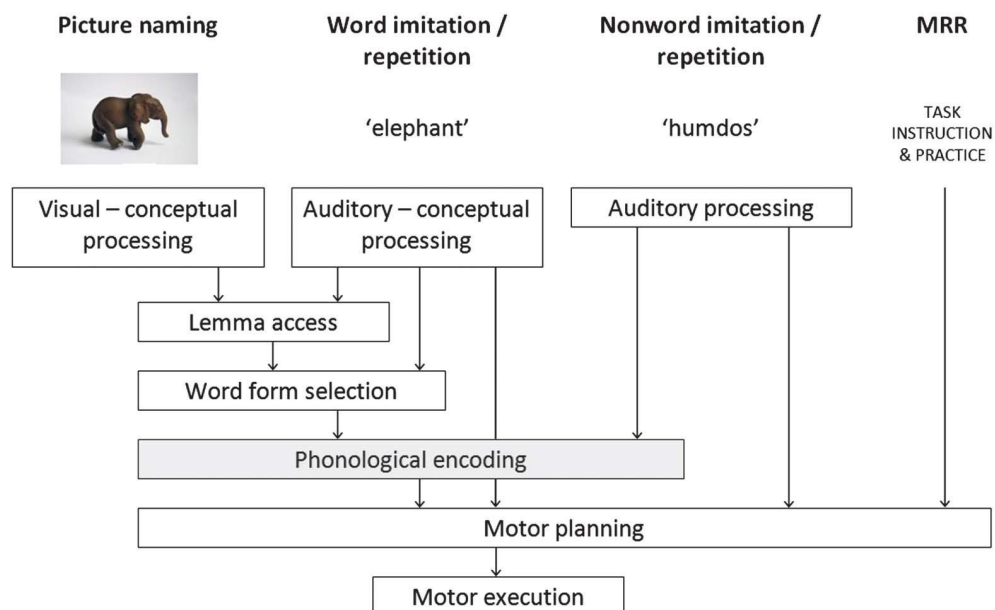 Picture naming
Word imitation /
repetition
Nonword imitation /
repetition
MRR
‘elephant’
‘humdos’
TASK
INSTRUCTION
& PRACTICE
Visual – conceptual
processing
Auditory – conceptual
processing
Auditory processing
Lemma access
Word form selection
Phonological encoding
Motor planning
Motor execution